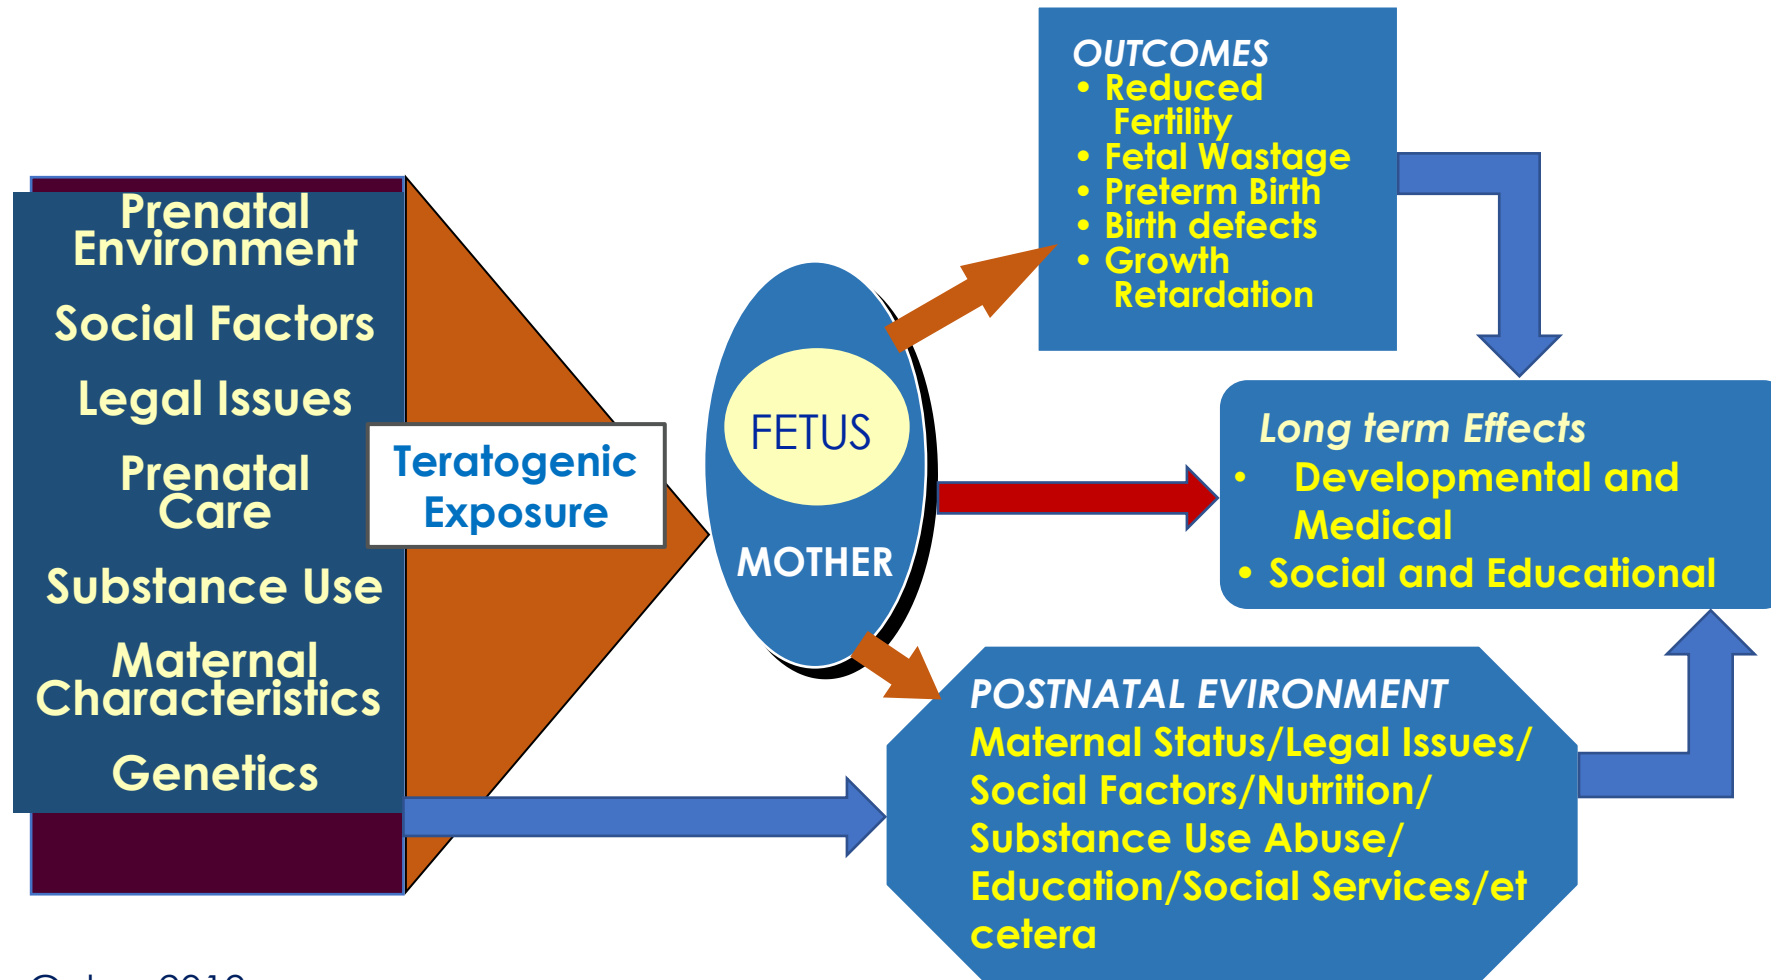 Prenatal
Environment
Social Factors
Legal Issues
Prenatal
Care
Substance Use
Maternal
Characteristics
Genetics
Teratogenic
Exposure
FETUS
MOTHER
OUTCOMES
• Reduced
Fertility
• Fetal Wastage
• Preterm Birth
• Birth defects
• Growth
Retardation
Long term Effects
• Developmental and
Medical
• Social and Educational
POSTNATAL EVIRONMENT
Maternal Status/Legal Issues/
Social Factors/Nutrition/
Substance Use Abuse/
Education/Social Services/et
cetera